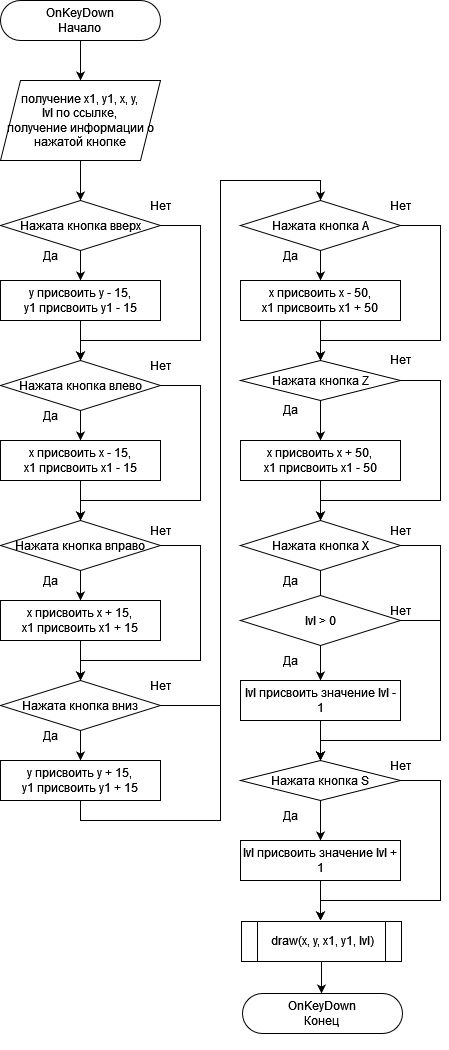 OnKeyDown
Начало
получение x1, y1, x, y,
lvl по ссылке,
получение информации о
нажатой кнопке
Нажата кнопка вверх
Нет
Да
y присвоить y - 15,
y1 присвоить y1 - 15
Нажата кнопка влево
Нет
Да
x присвоить x - 15,
x1 присвоить x1 - 15
Нажата кнопка вправо
Нет
Да
x присвоить x + 15,
x1 присвоить x1 + 15
Нажата кнопка вниз
Нет
Да
y присвоить y + 15,
y1 присвоить y1 + 15
Нажата кнопка A
Нет
Да
x присвоить x - 50,
x1 присвоить x1 + 50
Нажата кнопка Z
Нет
Да
x присвоить x + 50,
x1 присвоить x1 - 50
Нажата кнопка X
Нет
Да
lvl > 0
Нет
Да
lvl присвоить значение lvl -
1
Нажата кнопка S
Нет
Да
lvl присвоить значение lvl +
1
draw(x, y, x1, y1, lvl)
OnKeyDown
Конец